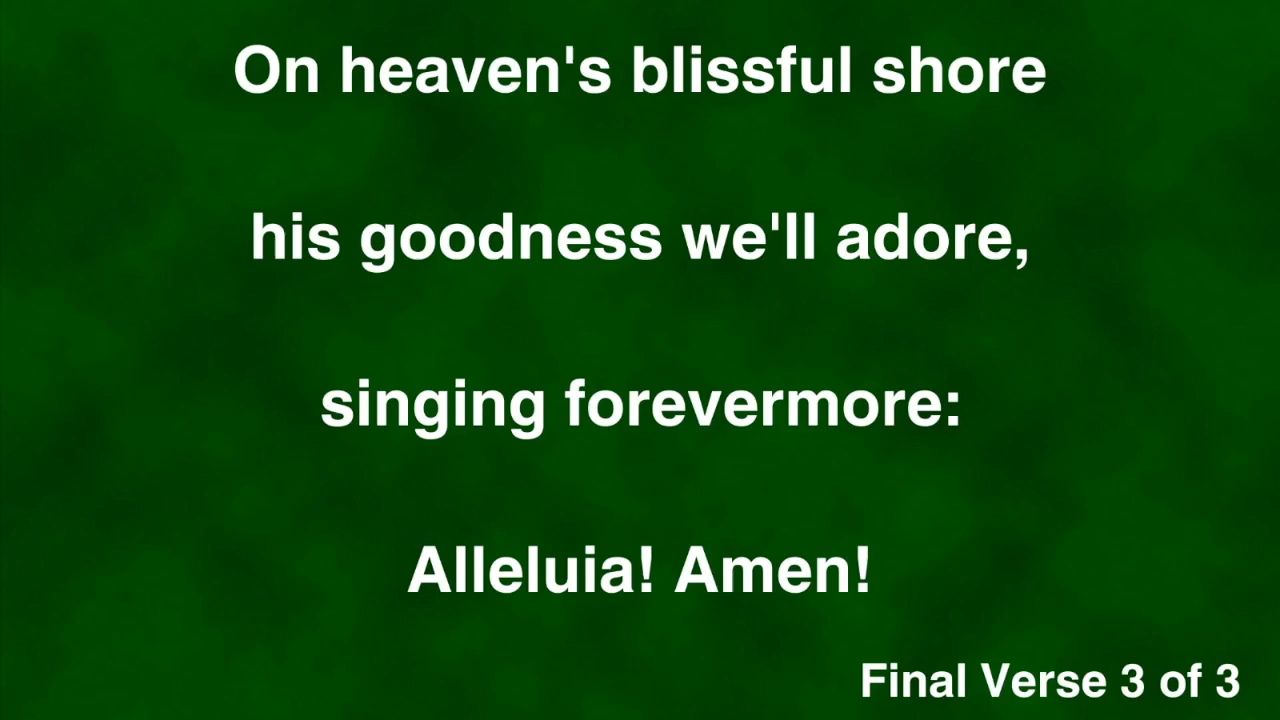 On heaven's blissful shore
his goodness we'll adore,
singing forevermore:
Alleluia! Amen!
Final Verse 3 of 3